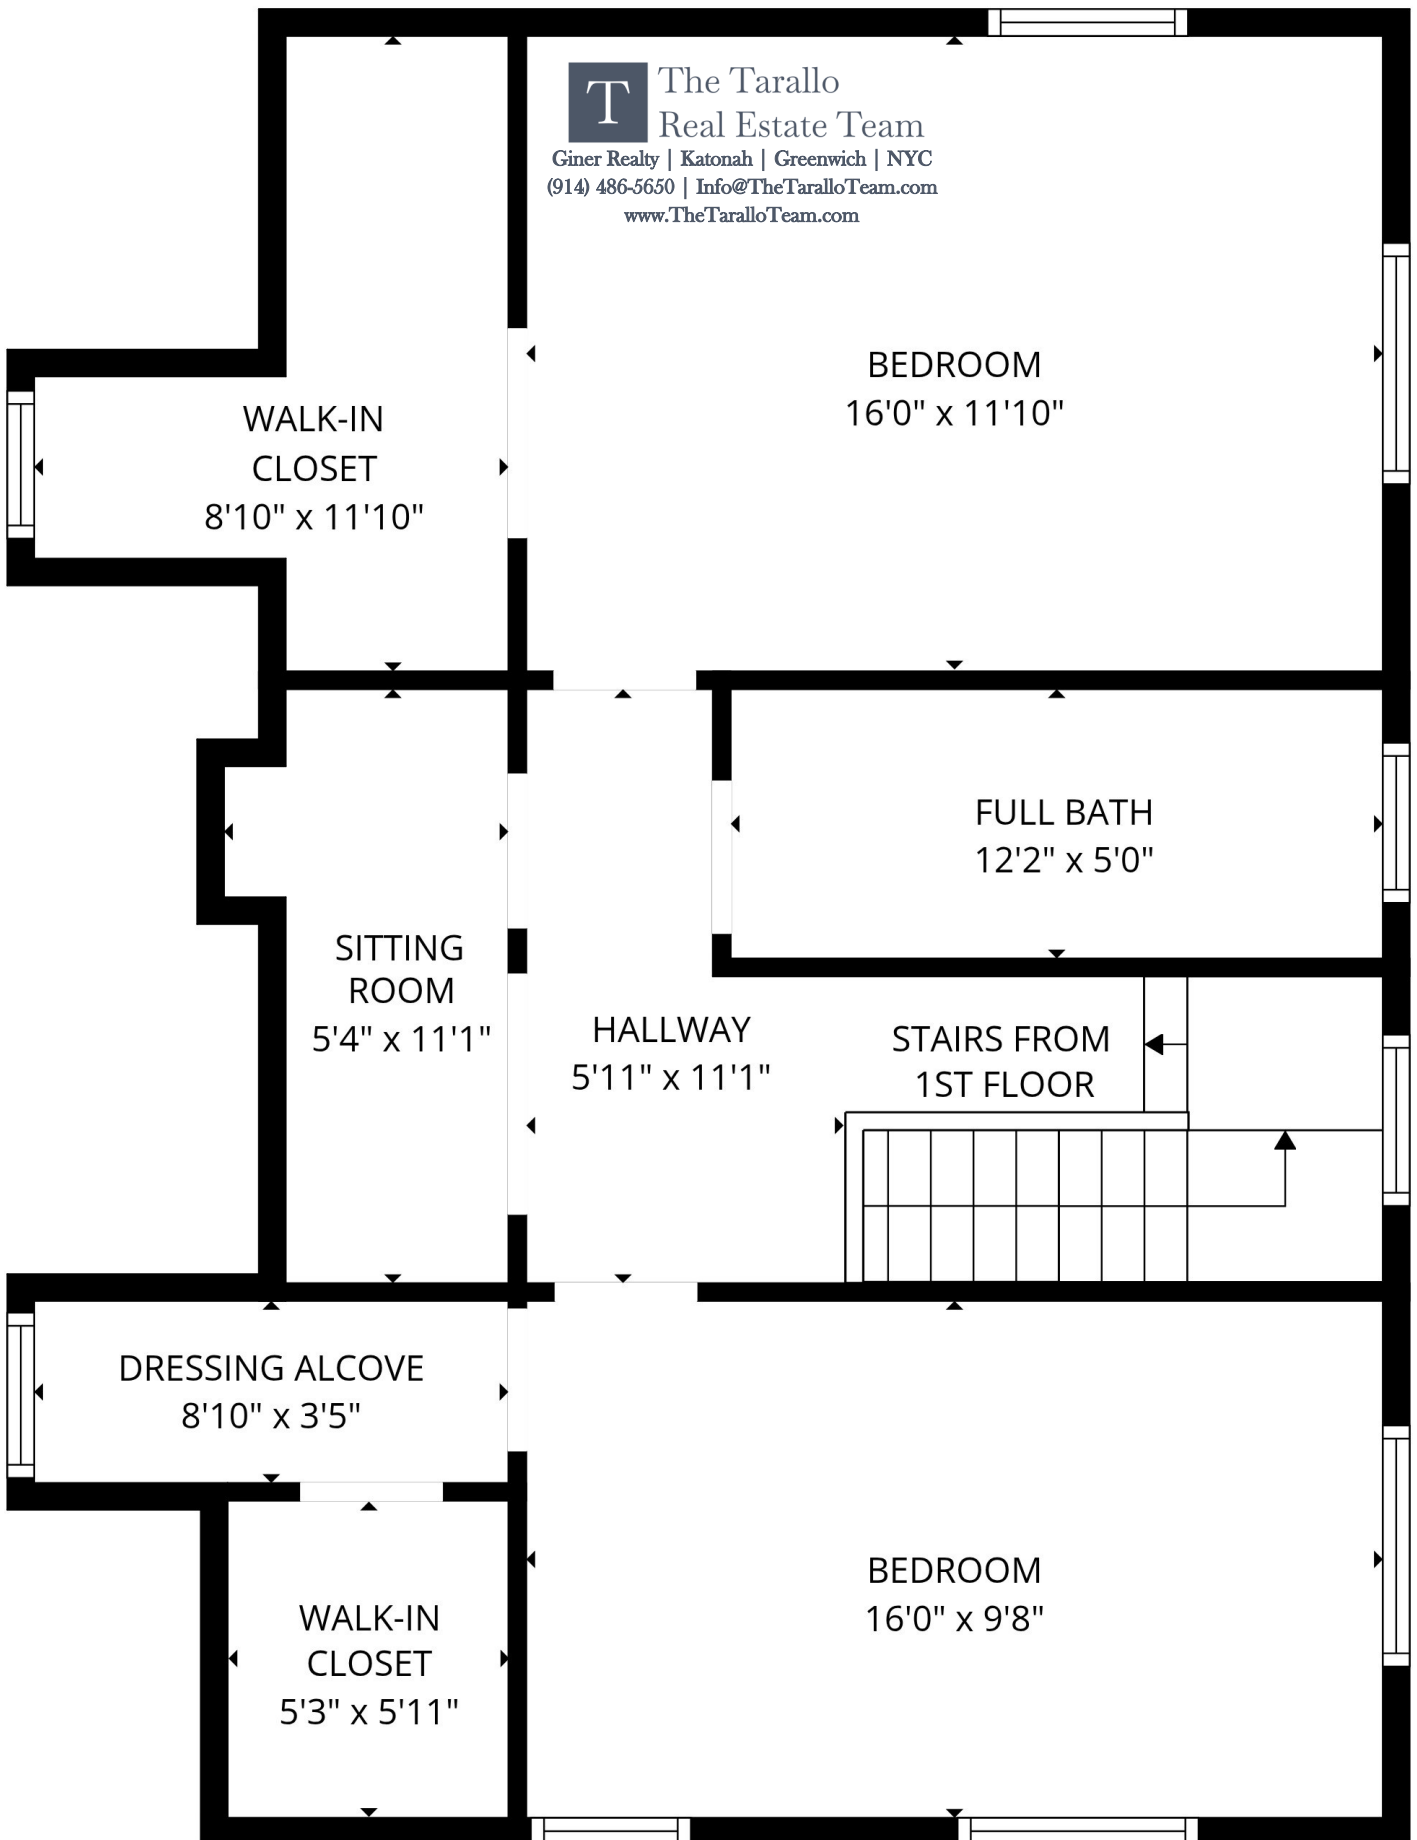 T
The Tarallo
Real Estate Team
Giner Realty | Katonah | Greenwich | NYC
(914) 486-5650 | Info@TheTaralloTeam.com
www.TheTaralloTeam.com
BEDROOM
16'0" x 11'10"
WALK-IN
CLOSET
8'10" x 11'10"
FULL BATH
12'2" x 5'0"
SITTING
ROOM
5'4" x 11'1"
HALLWAY
5'11" x 11'1"
STAIRS FROM
1ST FLOOR
DRESSING ALCOVE
8'10" x 3'5"
BEDROOM
16'0" x 9'8"
WALK-IN
CLOSET
5'3" x 5'11"